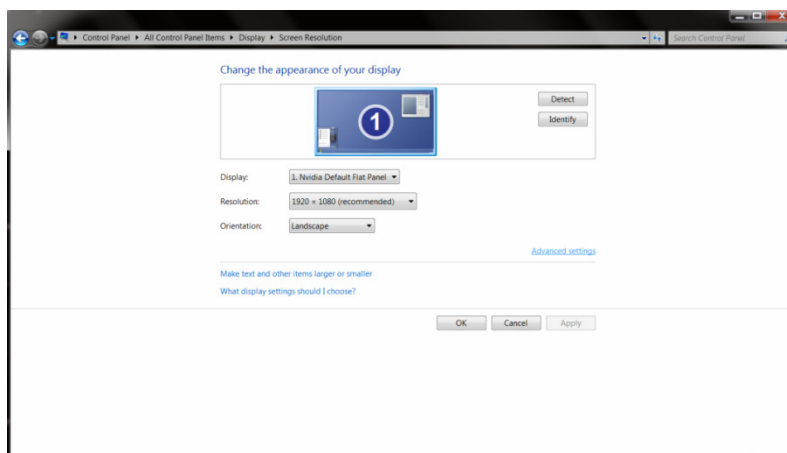 Control Panel ▸ All Control Panel Items ▸ Display ▸ Screen Resolution
Search Control Panel
Change the appearance of your display
1
Detect
Identify
Display: 1. Nvidia Default Flat Panel
Resolution: 1920 × 1080 (recommended)
Orientation: Landscape
Advanced settings
Make text and other items larger or smaller
What display settings should I choose?
OK Cancel Apply